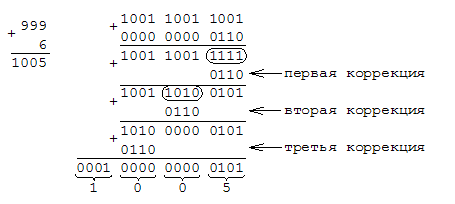 + 999
6
1005
+ 1001 1001 1001
0000 0000 0110
+ 1001 1001 1111
0110 первая коррекция
+ 1001 1010 0101
0110 вторая коррекция
+ 1010 0000 0101
0110 третья коррекция
0001 0000 0000 0101
1 0 0 5